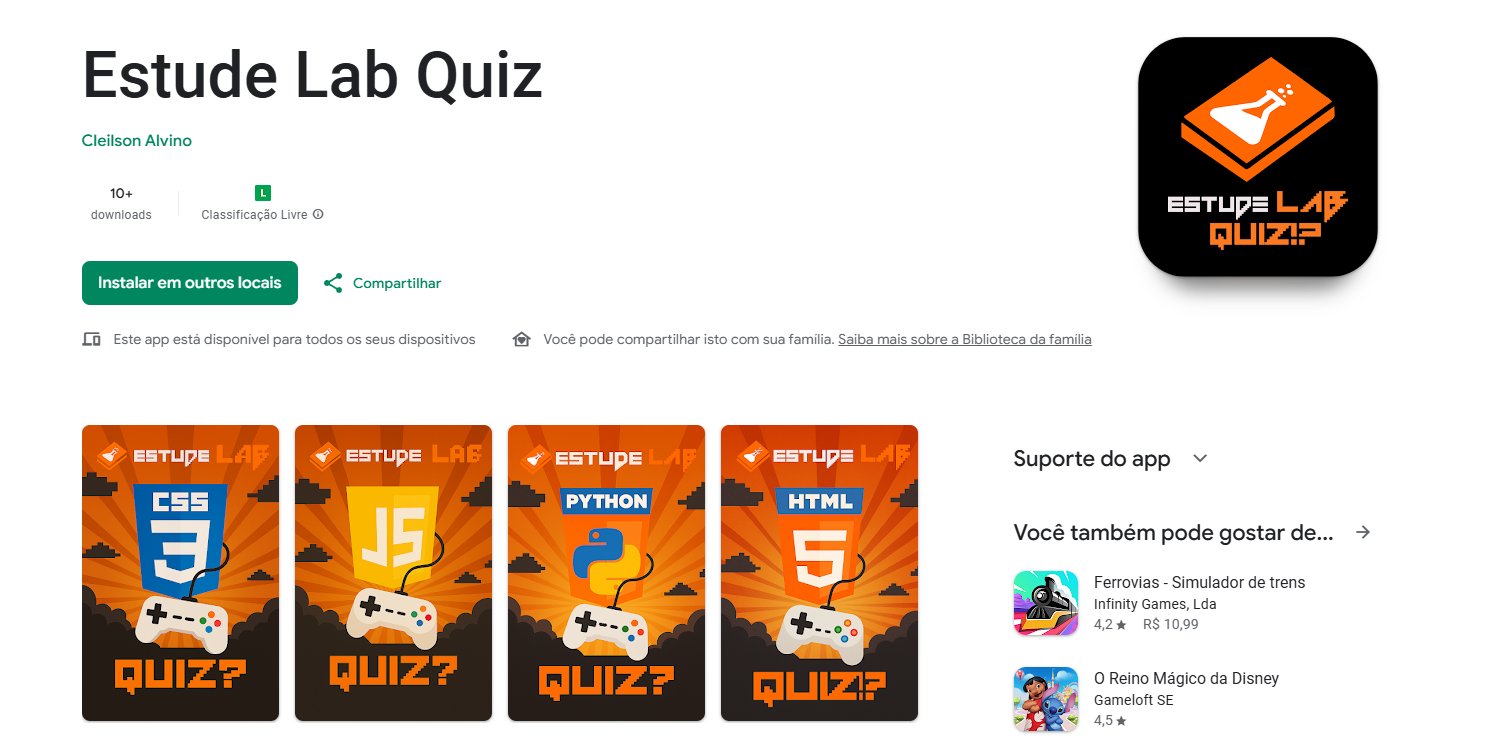 Estude Lab Quiz
Cleilson Alvino
10+
downloads
L
Classificação Livre
Instalar em outros locais
Compartilhar
Este app está disponível para todos os seus dispositivos
Você pode compartilhar isto com sua família. Saiba mais sobre a Biblioteca da família
ESTUDE LAB
QUIZ!?
ESTUDE LAB
CSS
3
QUIZ?
ESTUDE LAB
JS
QUIZ?
ESTUDE LAB
PYTHON
QUIZ?
ESTUDE LAB
HTML
5
QUIZ!?
Suporte do app
Você também pode gostar de...
Ferrovias - Simulador de trens
Infinity Games, Lda
4,2★ R$ 10,99
O Reino Mágico da Disney
Gameloft SE
4,5★